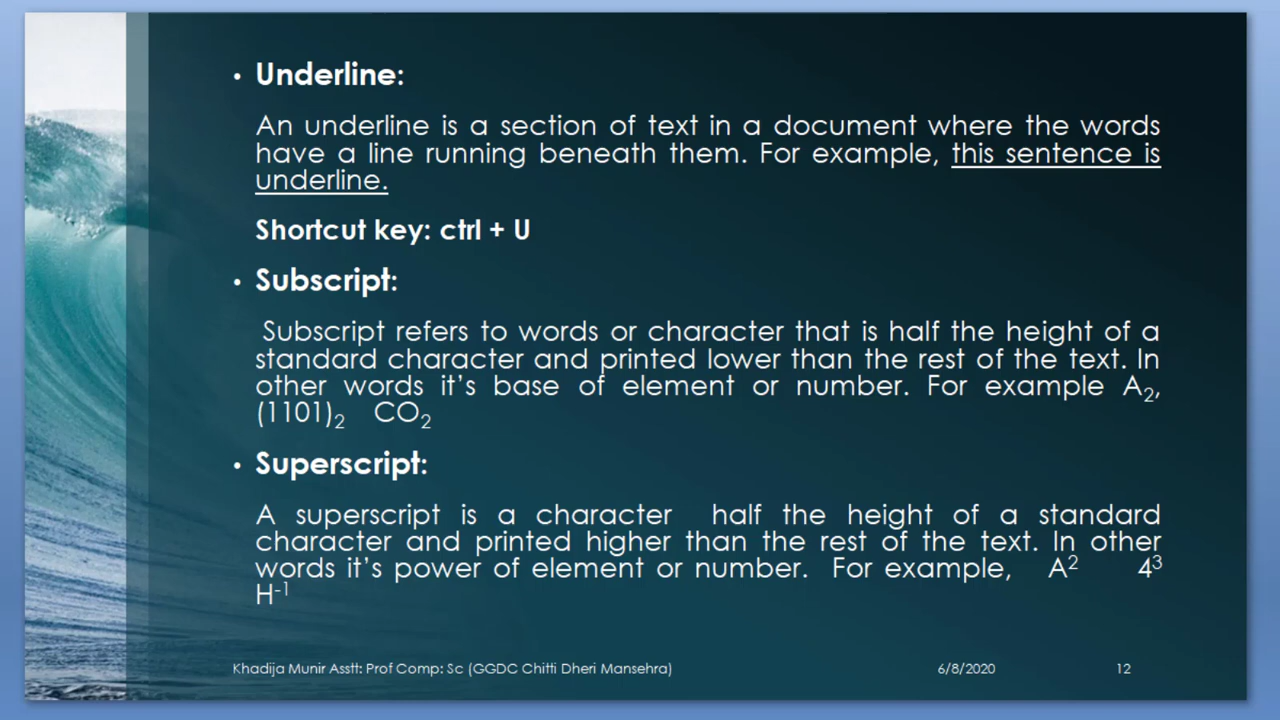 • Underline:
An underline is a section of text in a document where the words
have a line running beneath them. For example, this sentence is
underline.
Shortcut key: ctrl + U
• Subscript:
Subscript refers to words or character that is half the height of a
standard character and printed lower than the rest of the text. In
other words it’s base of element or number. For example A₂,
(1101)₂ CO₂
• Superscript:
A superscript is a character half the height of a standard
character and printed higher than the rest of the text. In other
words it’s power of element or number. For example, A² 4³
H⁻¹
Khadija Munir Asstt: Prof Comp: Sc (GGDC Chitti Dheri Mansehra) 6/8/2020 12